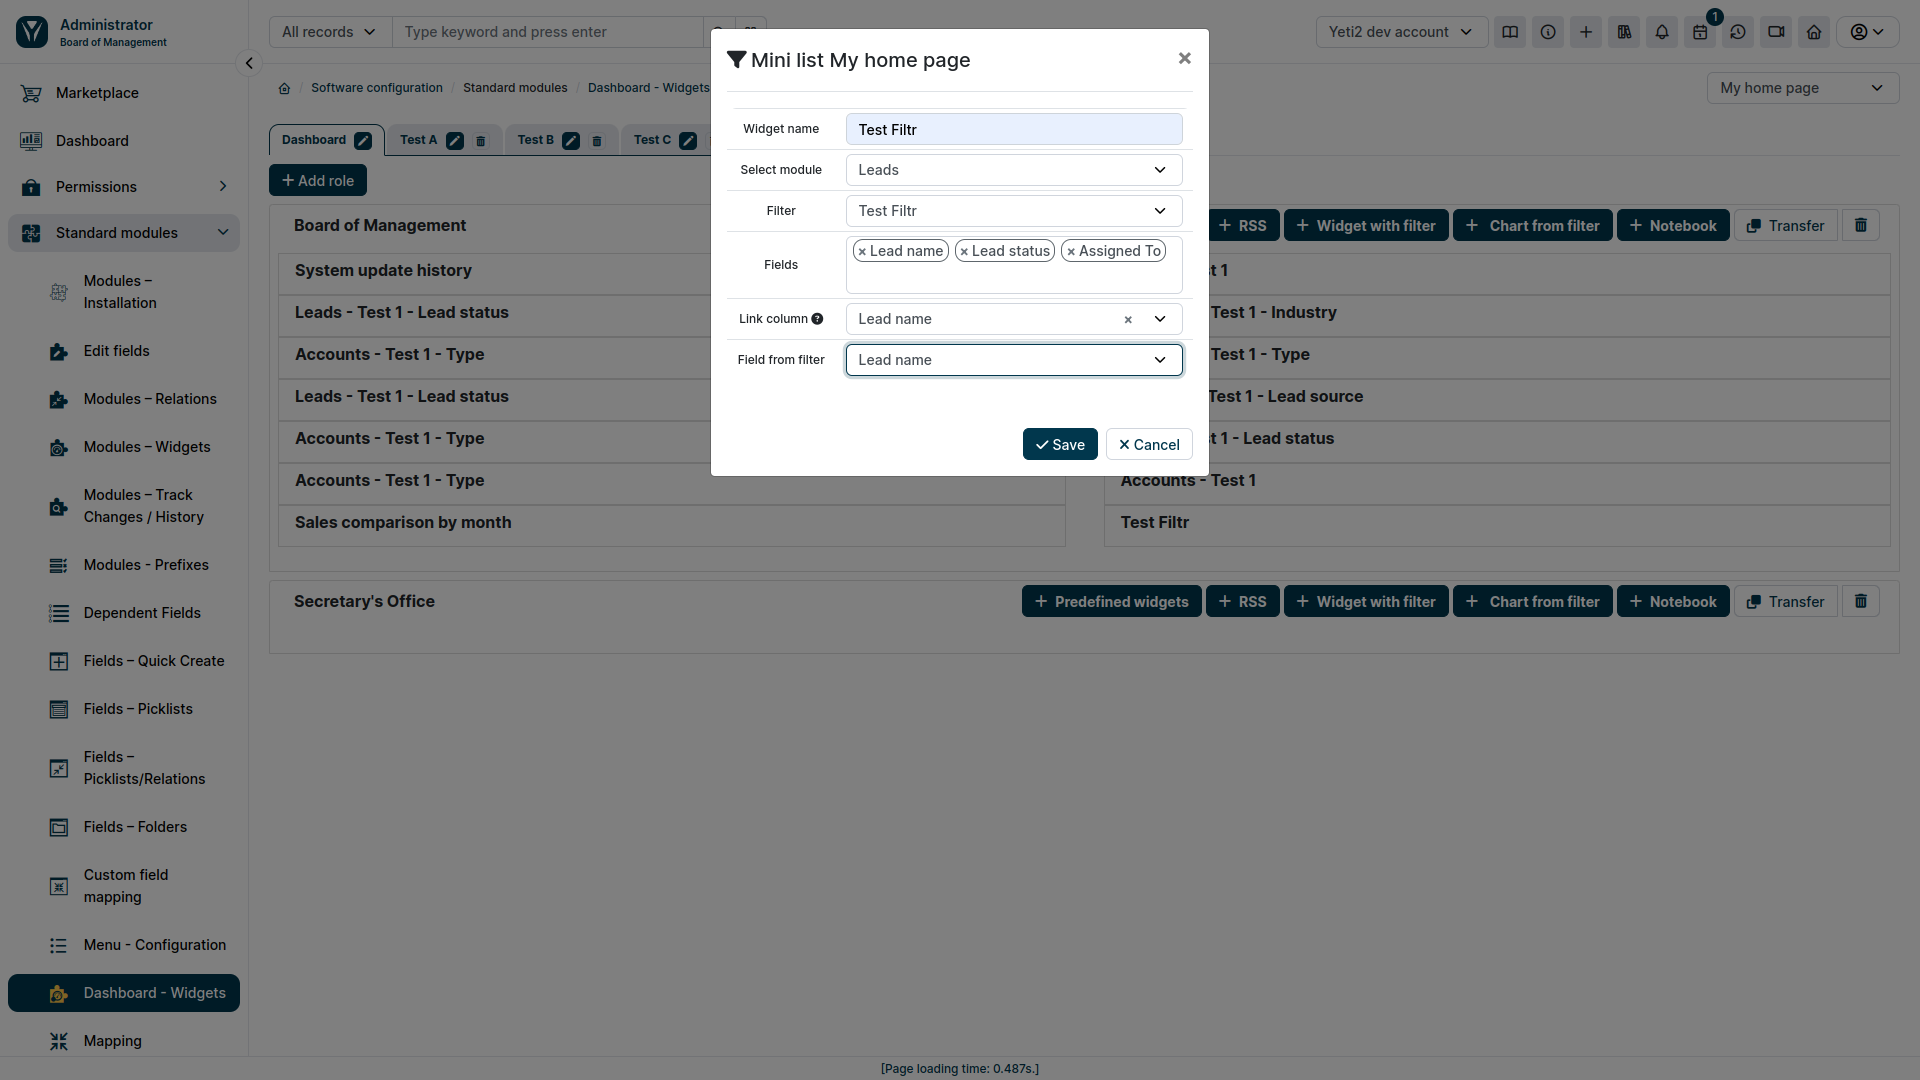 Administrator
Board of Management
All records
Type keyword and press enter
Yeti2 dev account
1
Marketplace
Dashboard
Permissions
Standard modules
Modules –
Installation
Edit fields
Modules – Relations
Modules – Widgets
Modules – Track
Changes / History
Modules - Prefixes
Dependent Fields
Fields – Quick Create
Fields – Picklists
Fields –
Picklists/Relations
Fields – Folders
Custom field
mapping
Menu - Configuration
Dashboard - Widgets
Mapping
/ Software configuration / Standard modules / Dashboard - Widgets
My home page
Dashboard
Test A
Test B
Test C
+ Add role
Board of Management
+ RSS
+ Widget with filter
+ Chart from filter
+ Notebook
Transfer
System update history
Leads - Test 1 - Lead status
Accounts - Test 1 - Type
Leads - Test 1 - Lead status
Accounts - Test 1 - Type
Accounts - Test 1 - Type
Sales comparison by month
t 1
Test 1 - Industry
Test 1 - Type
Test 1 - Lead source
t 1 - Lead status
Accounts - Test 1
Test Filtr
Secretary's Office
+ Predefined widgets
+ RSS
+ Widget with filter
+ Chart from filter
+ Notebook
Transfer
Mini list My home page
×
Widget name
Test Filtr
Select module
Leads
Filter
Test Filtr
Fields
× Lead name × Lead status × Assigned To
Link column ?
Lead name ×
Field from filter
Lead name
Save
Cancel
[Page loading time: 0.487s.]